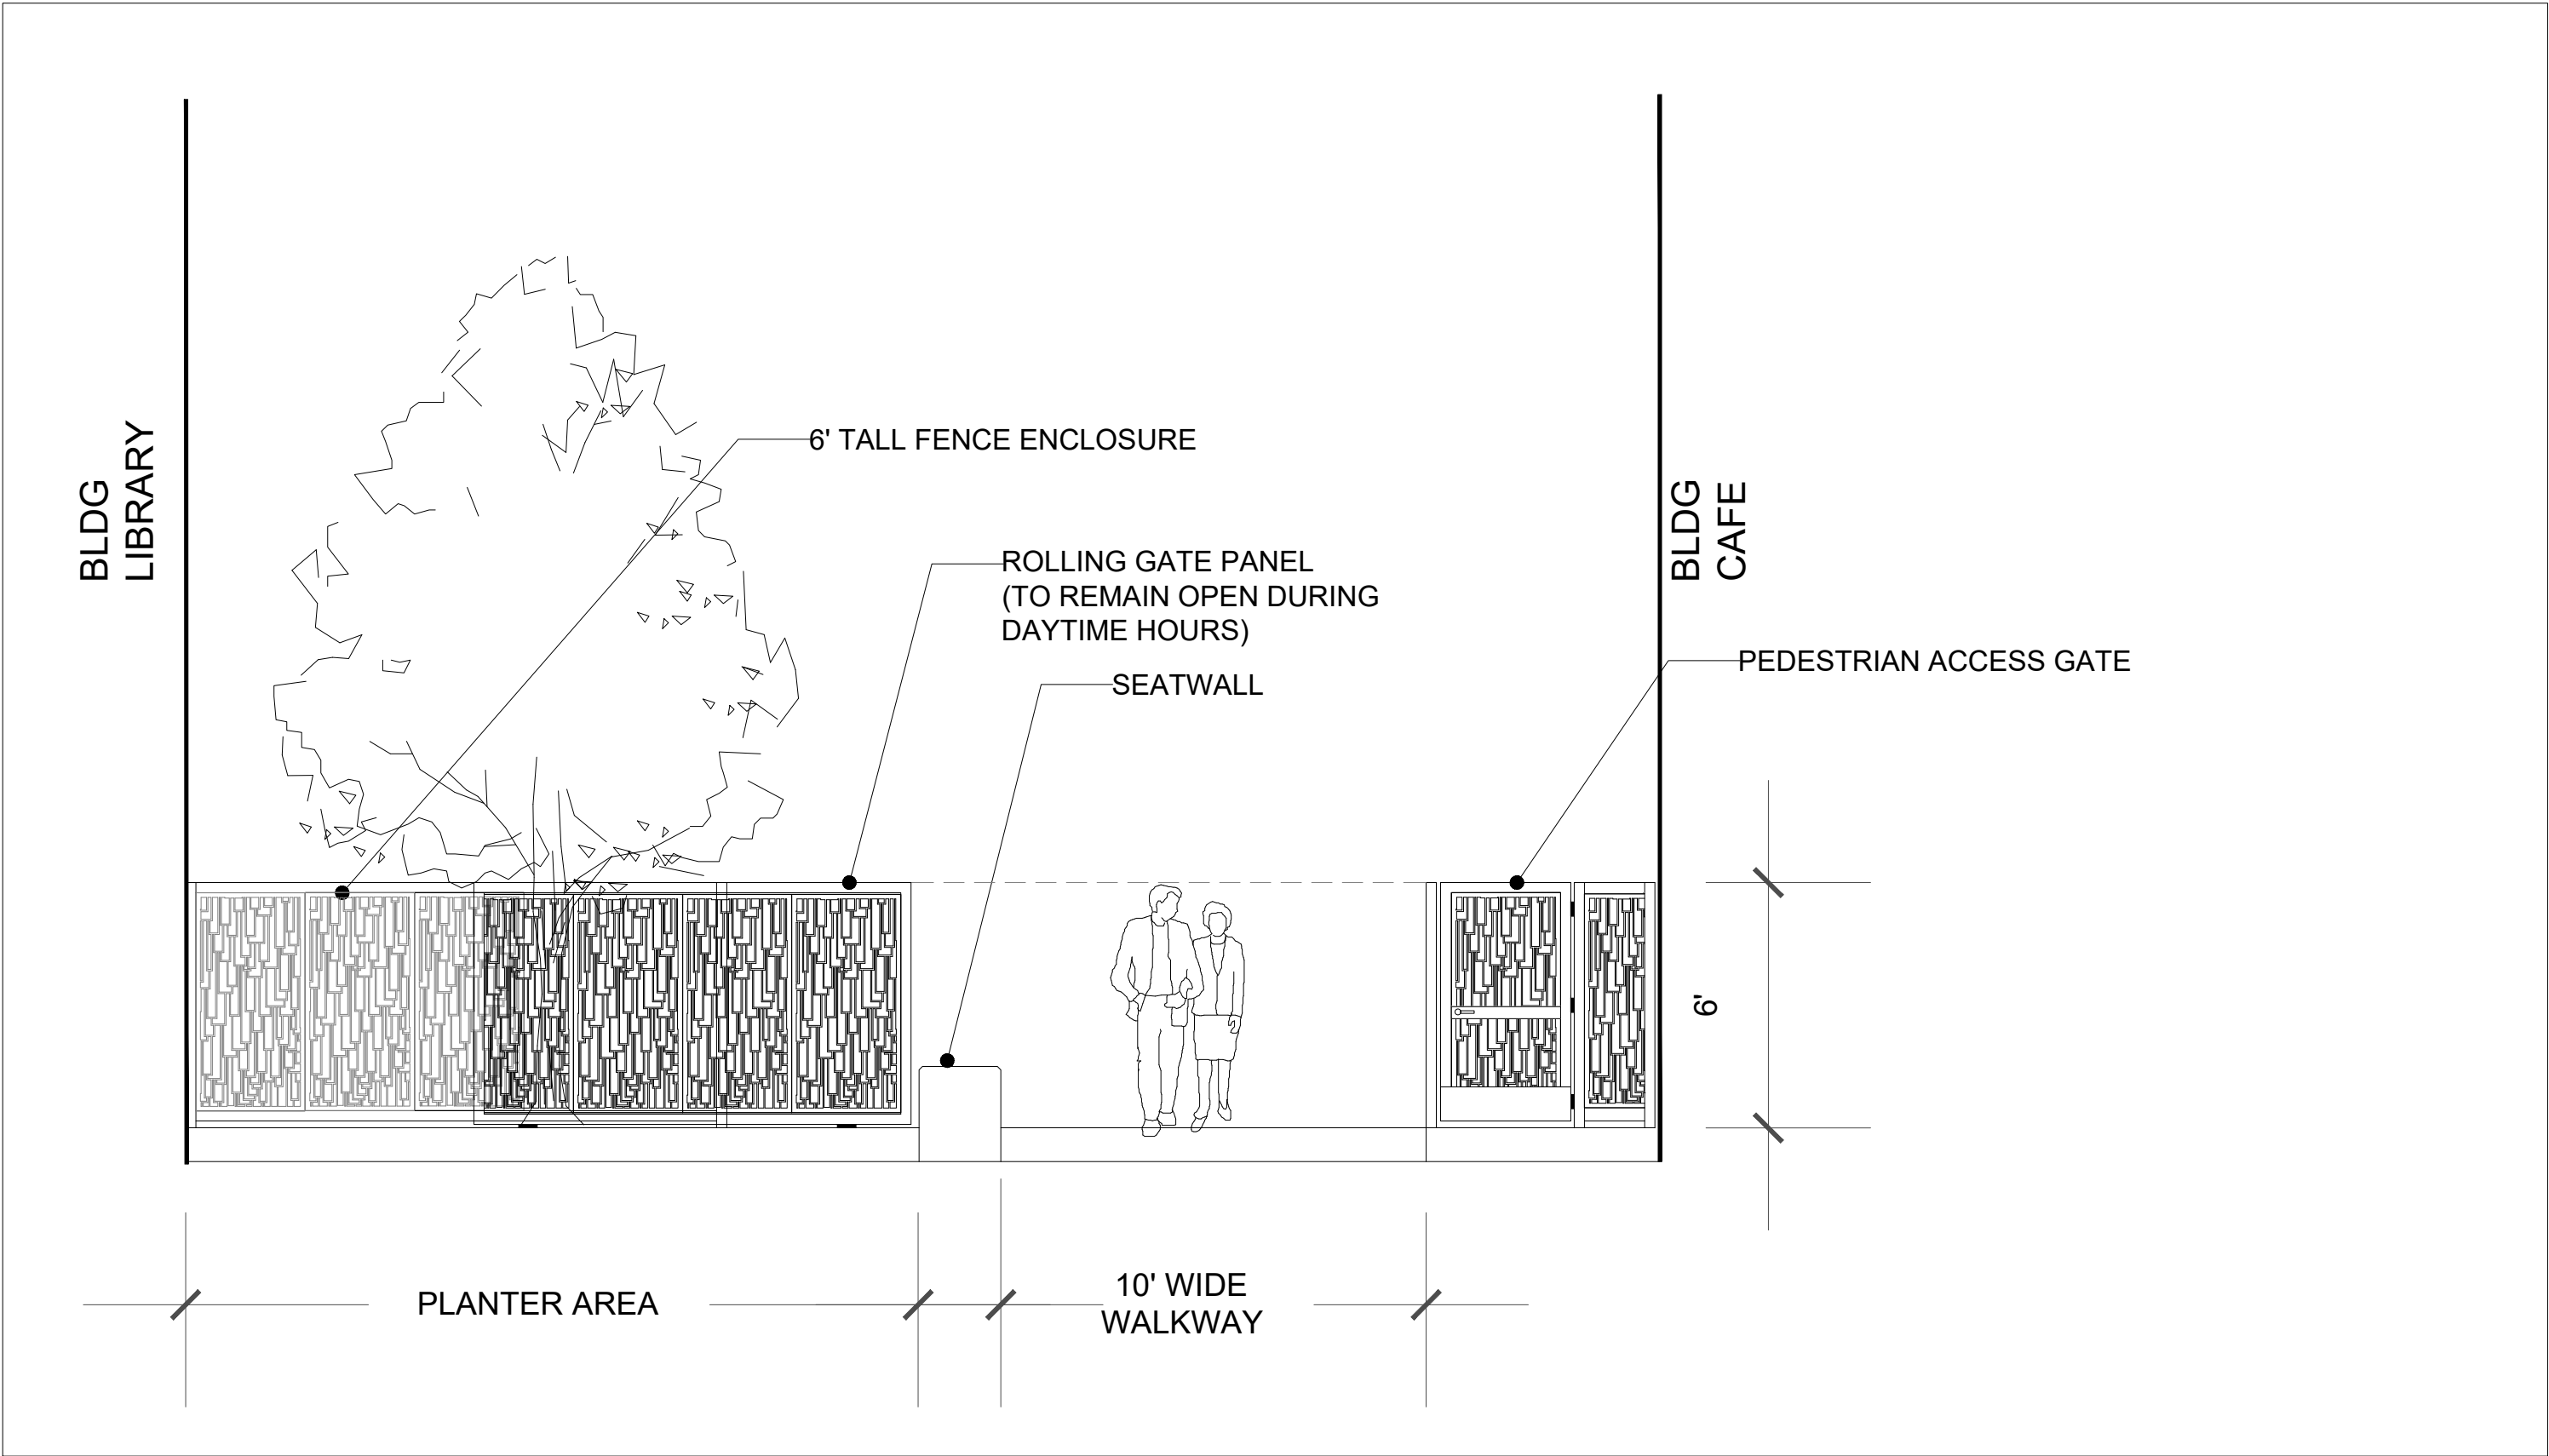 BLDG
LIBRARY
6' TALL FENCE ENCLOSURE
ROLLING GATE PANEL
(TO REMAIN OPEN DURING
DAYTIME HOURS)
SEATWALL
BLDG
CAFE
PEDESTRIAN ACCESS GATE
6'
PLANTER AREA
10' WIDE
WALKWAY